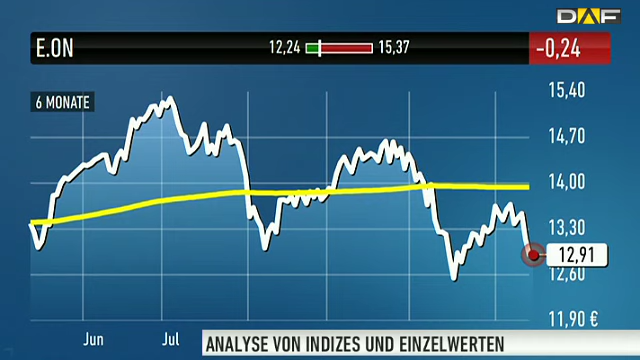 DAF
E.ON
12,24
15,37
-0,24
6 MONATE
15,40
14,70
14,00
13,30
12,91
12,60
11,90 €
Jun
Jul
ANALYSE VON INDIZES UND EINZELWERTEN